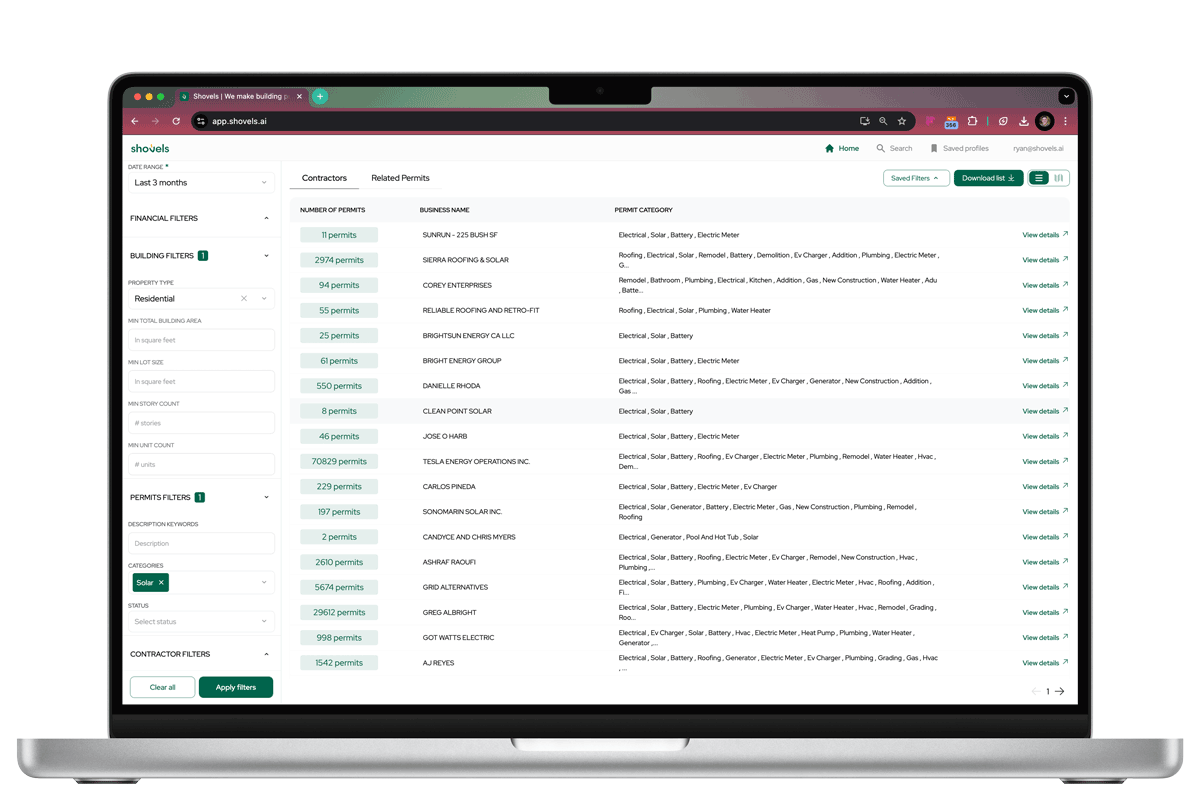 Shovels | We make building p
app.shovels.ai
shovels
Home
Search
Saved profiles
ryan@shovels.ai
DATE RANGE *
Last 3 months
FINANCIAL FILTERS
BUILDING FILTERS 1
PROPERTY TYPE
Residential
MIN TOTAL BUILDING AREA
In square feet
MIN LOT SIZE
In square feet
MIN STORY COUNT
# stories
MIN UNIT COUNT
# units
PERMITS FILTERS 1
DESCRIPTION KEYWORDS
Description
CATEGORIES
Solar
STATUS
Select status
CONTRACTOR FILTERS
Clear all
Apply filters
Contractors
Related Permits
Saved Filters
Download list
NUMBER OF PERMITS BUSINESS NAME PERMIT CATEGORY
11 permits SUNRUN - 225 BUSH SF Electrical , Solar , Battery , Electric Meter View details
2974 permits SIERRA ROOFING & SOLAR Roofing , Electrical , Solar , Remodel , Battery , Demolition , Ev Charger , Addition , Plumbing , Electric Meter ,
G... View details
94 permits COREY ENTERPRISES Remodel , Bathroom , Plumbing , Electrical , Kitchen , Addition , Gas , New Construction , Water Heater , Adu
, Batte... View details
55 permits RELIABLE ROOFING AND RETRO-FIT Roofing , Electrical , Solar , Plumbing , Water Heater View details
25 permits BRIGHTSUN ENERGY CA LLC Electrical , Solar , Battery View details
61 permits BRIGHT ENERGY GROUP Electrical , Solar , Battery , Electric Meter View details
550 permits DANIELLE RHODA Electrical , Solar , Battery , Roofing , Electric Meter , Ev Charger , Generator , New Construction , Addition ,
Gas ... View details
8 permits CLEAN POINT SOLAR Electrical , Solar , Battery View details
46 permits JOSE O HARB Electrical , Solar , Battery , Electric Meter View details
70829 permits TESLA ENERGY OPERATIONS INC. Electrical , Solar , Battery , Roofing , Ev Charger , Electric Meter , Plumbing , Remodel , Water Heater , Hvac ,
Dem... View details
229 permits CARLOS PINEDA Electrical , Solar , Battery , Electric Meter , Ev Charger View details
197 permits SONOMARIN SOLAR INC. Electrical , Solar , Generator , Battery , Electric Meter , Gas , New Construction , Plumbing , Remodel ,
Roofing View details
2 permits CANDYCE AND CHRIS MYERS Electrical , Generator , Pool And Hot Tub , Solar View details
2610 permits ASHRAF RAOUFI Electrical , Solar , Battery , Roofing , Electric Meter , Ev Charger , Remodel , New Construction , Hvac ,
Plumbing ,... View details
5674 permits GRID ALTERNATIVES Electrical , Solar , Battery , Plumbing , Ev Charger , Water Heater , Electric Meter , Hvac , Roofing , Addition ,
Fi... View details
29612 permits GREG ALBRIGHT Electrical , Solar , Battery , Electric Meter , Plumbing , Ev Charger , Water Heater , Hvac , Remodel , Grading ,
Roo... View details
998 permits GOT WATTS ELECTRIC Electrical , Ev Charger , Solar , Battery , Hvac , Electric Meter , Heat Pump , Plumbing , Water Heater ,
Generator ,... View details
1542 permits AJ REYES Electrical , Solar , Battery , Roofing , Generator , Electric Meter , Ev Charger , Plumbing , Grading , Gas , Hvac
, ... View details
1